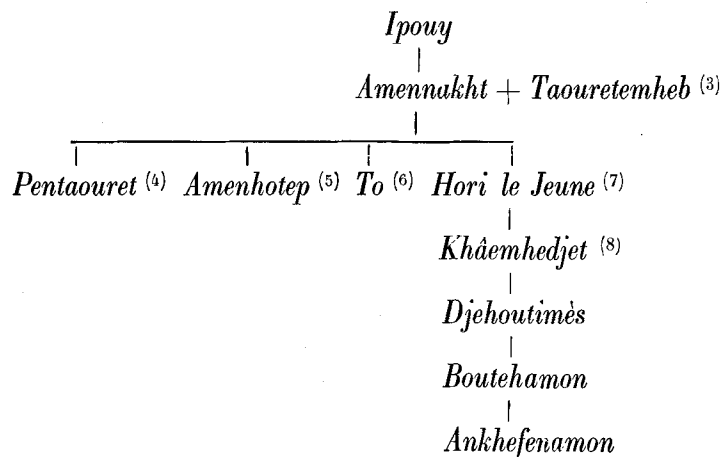 Ipouy
Amennakht + Taouretemheb (3)
Pentaouret (4) Amenhotep (5) To (6) Hori le Jeune (7)
Khâemhedjet (8)
Djehoutimès
Boutehamon
Ankhefenamon